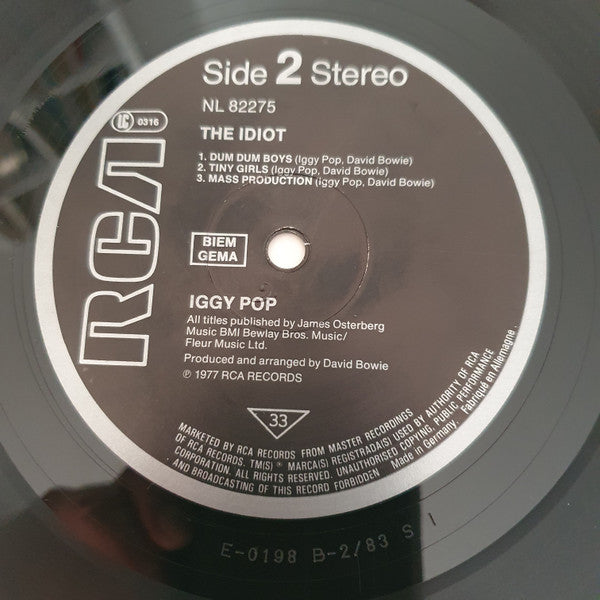 Side 2 Stereo
NL 82275
LC 0316
THE IDIOT
1. DUM DUM BOYS (Iggy Pop, David Bowie)
2. TINY GIRLS (Iggy Pop, David Bowie)
3. MASS PRODUCTION (Iggy Pop, David Bowie)
RCA
BIEM
GEMA
IGGY POP
All titles published by James Osterberg
Music BMI Bewlay Bros. Music/
Fleur Music Ltd.
Produced and arranged by David Bowie
℗ 1977 RCA RECORDS
33
MARKETED BY RCA RECORDS FROM MASTER RECORDINGS
OF RCA RECORDS. TM(S) ® MARCA(S) REGISTRADA(S) USED BY AUTHORITY OF RCA
CORPORATION. ALL RIGHTS RESERVED. UNAUTHORISED COPYING, PUBLIC PERFORMANCE
AND BROADCASTING OF THIS RECORD FORBIDDEN Made in Germany. Fabriqué en Allemagne.
E-0198 B-2/83 S I